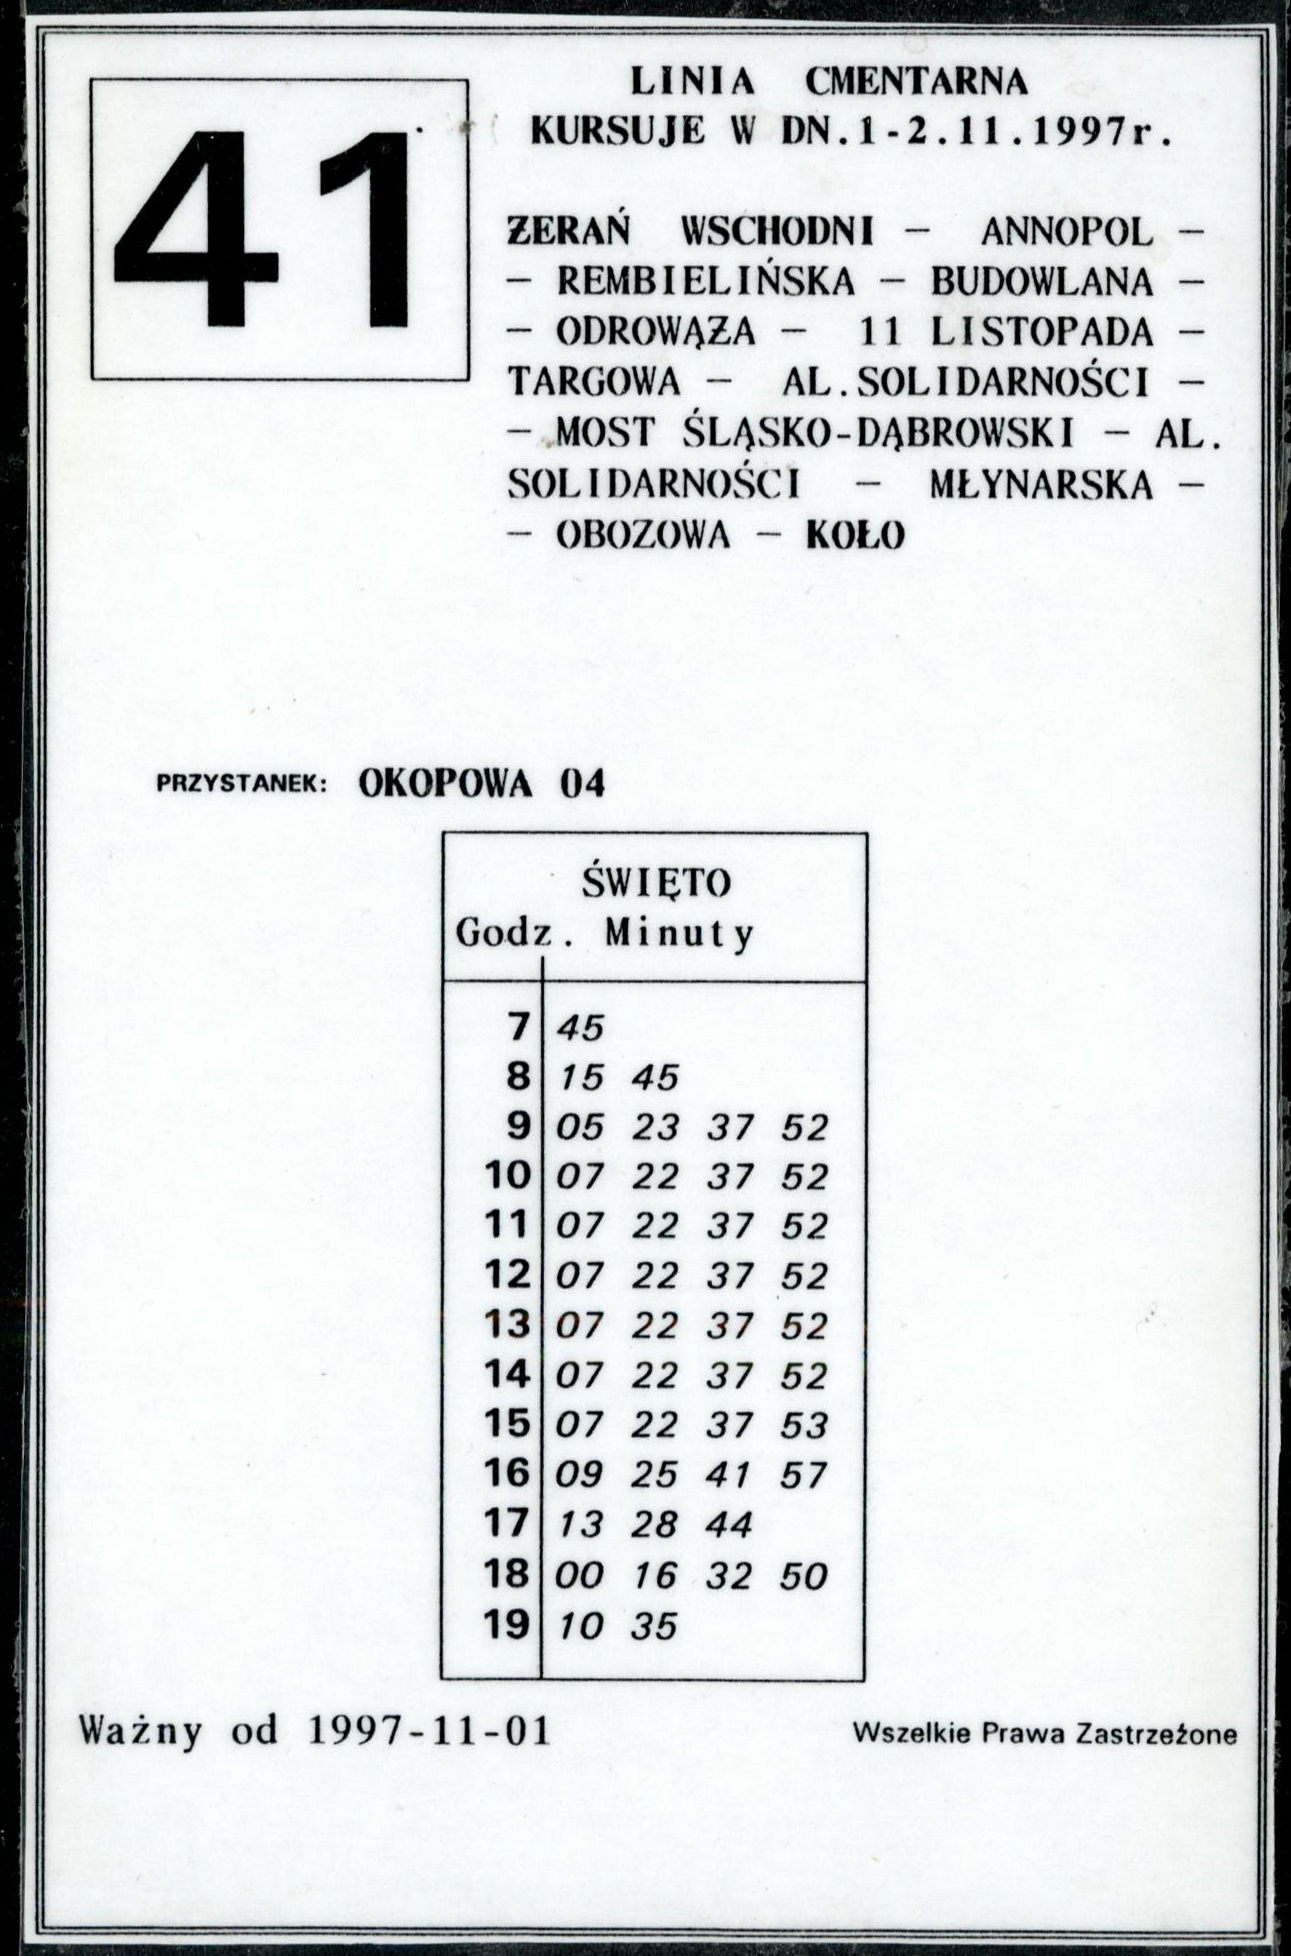 41
LINIA CMENTARNA
KURSUJE W DN.1-2.11.1997r.
ŻERAŃ WSCHODNI — ANNOPOL —
— REMBIELIŃSKA — BUDOWLANA —
— ODROWĄŻA — 11 LISTOPADA —
TARGOWA — AL.SOLIDARNOŚCI —
— MOST ŚLĄSKO-DĄBROWSKI — AL.
SOLIDARNOŚCI — MŁYNARSKA —
— OBOZOWA — KOŁO
PRZYSTANEK: OKOPOWA 04
ŚWIĘTO
Godz. Minuty
7 45
8 15 45
9 05 23 37 52
10 07 22 37 52
11 07 22 37 52
12 07 22 37 52
13 07 22 37 52
14 07 22 37 52
15 07 22 37 53
16 09 25 41 57
17 13 28 44
18 00 16 32 50
19 10 35
Ważny od 1997-11-01
Wszelkie Prawa Zastrzeżone